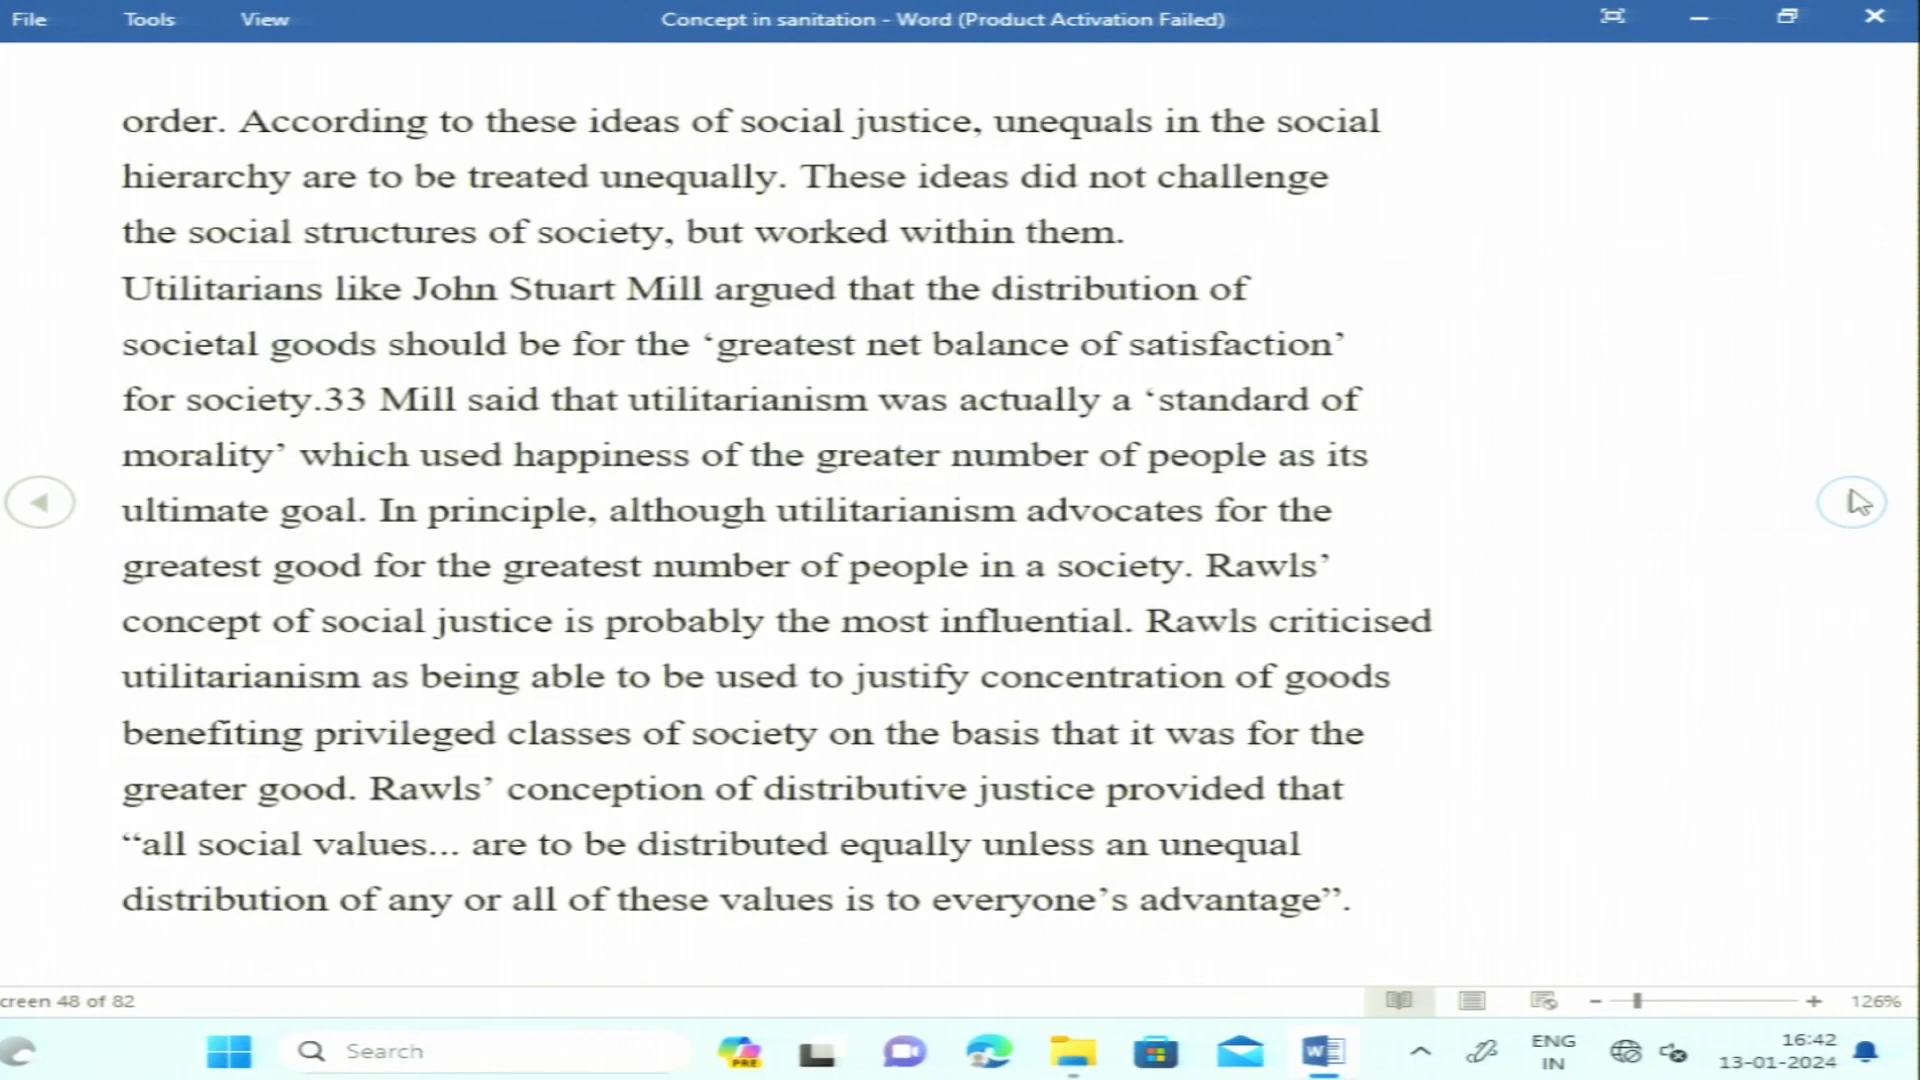 File Tools View Concept in sanitation - Word (Product Activation Failed)
order. According to these ideas of social justice, unequals in the social
hierarchy are to be treated unequally. These ideas did not challenge
the social structures of society, but worked within them.
Utilitarians like John Stuart Mill argued that the distribution of
societal goods should be for the ‘greatest net balance of satisfaction’
for society.33 Mill said that utilitarianism was actually a ‘standard of
morality’ which used happiness of the greater number of people as its
ultimate goal. In principle, although utilitarianism advocates for the
greatest good for the greatest number of people in a society. Rawls’
concept of social justice is probably the most influential. Rawls criticised
utilitarianism as being able to be used to justify concentration of goods
benefiting privileged classes of society on the basis that it was for the
greater good. Rawls’ conception of distributive justice provided that
“all social values... are to be distributed equally unless an unequal
distribution of any or all of these values is to everyone’s advantage”.
creen 48 of 82 126%
Search PRE W ENG 16:42
IN 13-01-2024